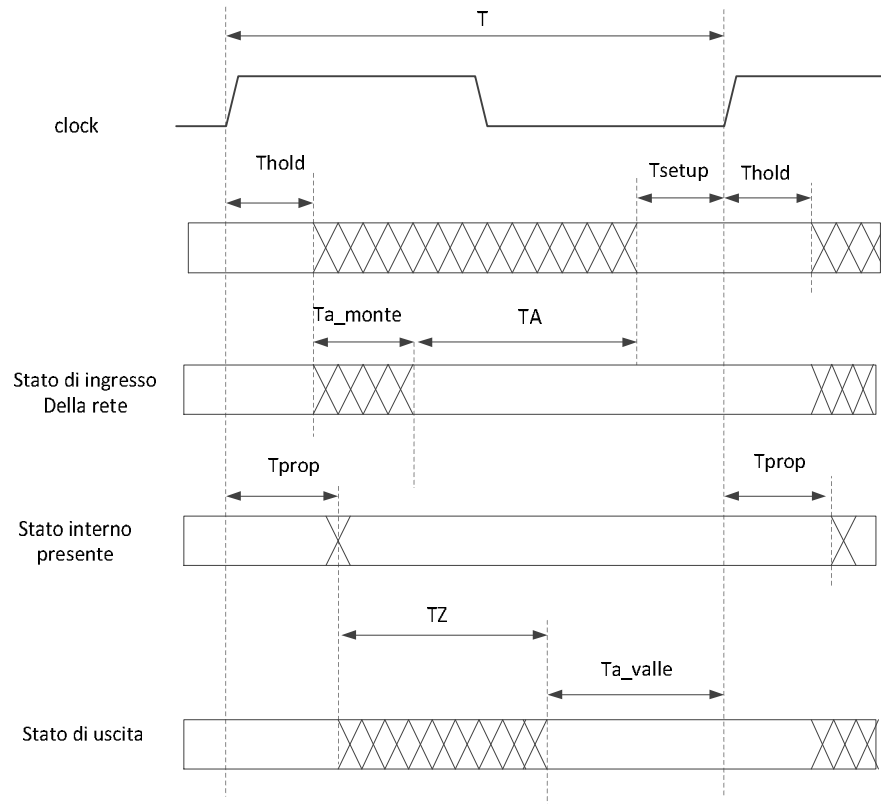 T
clock
Thold
Tsetup
Thold
Ta_monte
TA
Stato di ingresso
Della rete
Tprop
Tprop
Stato interno
presente
TZ
Ta_valle
Stato di uscita